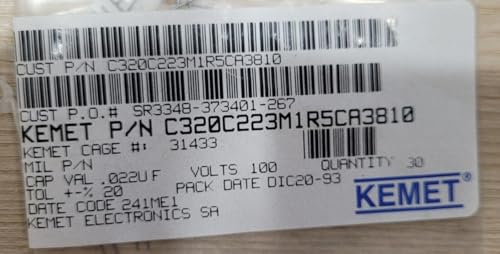 CUST P/N C320C223M1R5CA3810
CUST P.O.# SR3348-373401-267
KEMET P/N C320C223M1R5CA3810
KEMET CAGE #: 31433
MIL P/N
CAP VAL .022UF VOLTS 100 QUANTITY 30
TOL +-% 20 PACK DATE DIC20-93
DATE CODE 241ME1
KEMET ELECTRONICS SA
KEMET®